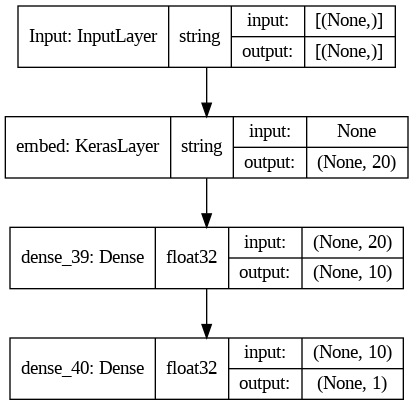 Input: InputLayer string input: [(None,)]
output: [(None,)]
embed: KerasLayer string input: None
output: (None, 20)
dense_39: Dense float32 input: (None, 20)
output: (None, 10)
dense_40: Dense float32 input: (None, 10)
output: (None, 1)